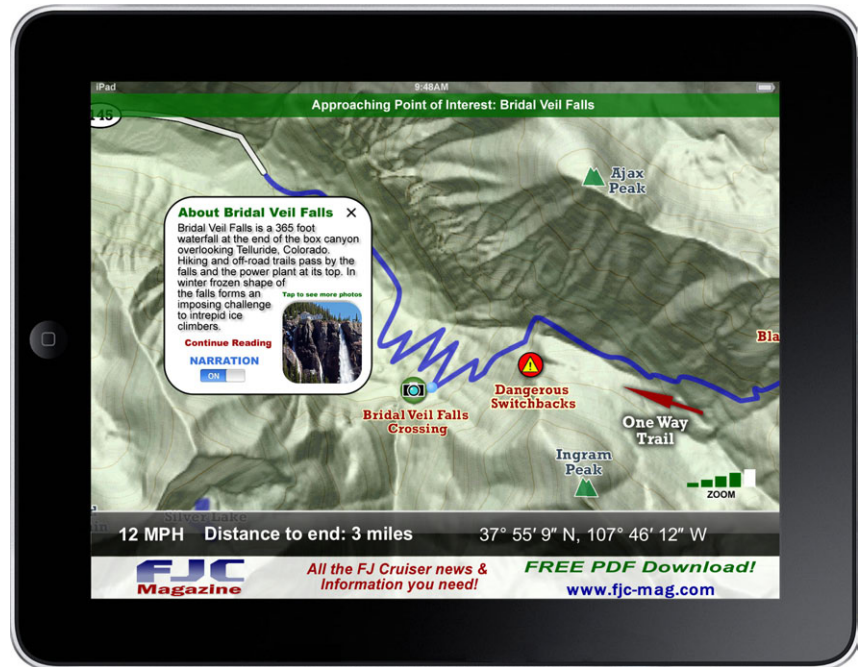 iPad
9:48AM
Approaching Point of Interest: Bridal Veil Falls
145
Ajax
Peak
About Bridal Veil Falls
Bridal Veil Falls is a 365 foot
waterfall at the end of the box canyon
overlooking Telluride, Colorado.
Hiking and off-road trails pass by the
falls and the power plant at its top. In
winter frozen shape of
the falls forms an
imposing challenge
to intrepid ice
climbers.
Tap to see more photos
Continue Reading
NARRATION
ON
Bla
Dangerous
Switchbacks
Bridal Veil Falls
Crossing
One Way
Trail
Ingram
Peak
ZOOM
Silver Lake
12 MPH
Distance to end: 3 miles
37° 55′ 9″ N, 107° 46′ 12″ W
FJC
Magazine
All the FJ Cruiser news &
Information you need!
FREE PDF Download!
www.fjc-mag.com